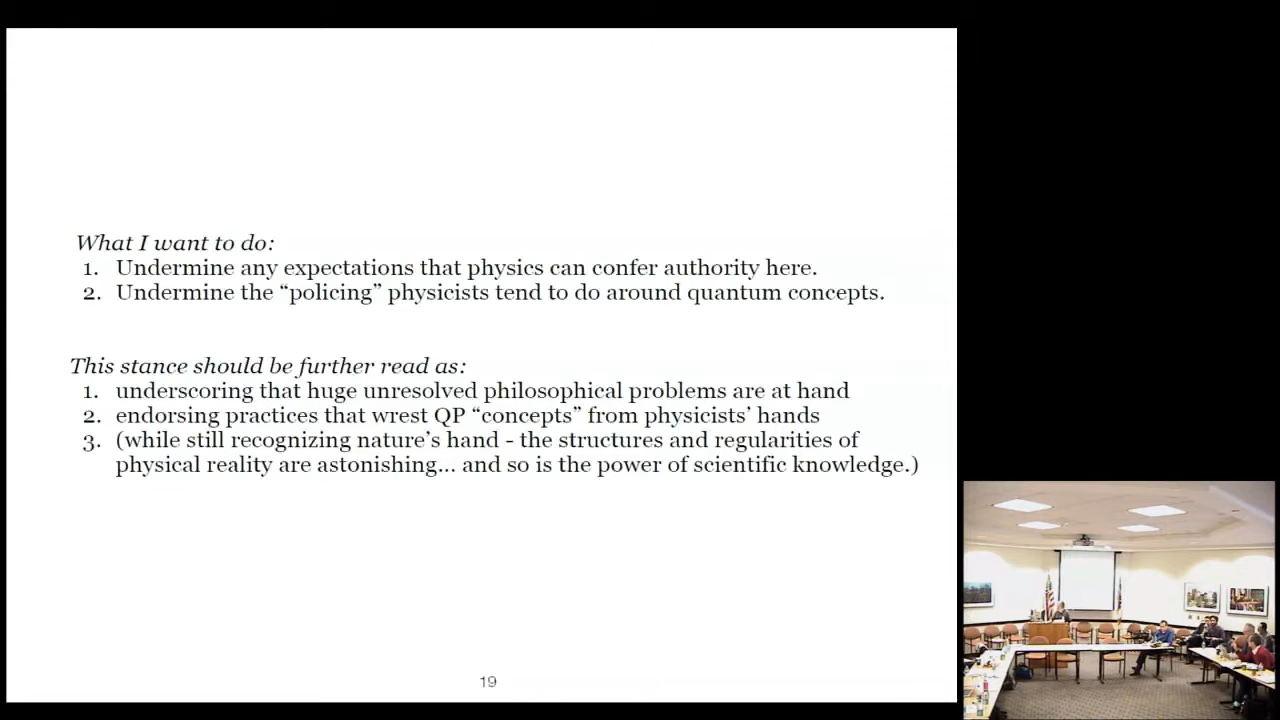 What I want to do:
1. Undermine any expectations that physics can confer authority here.
2. Undermine the “policing” physicists tend to do around quantum concepts.
This stance should be further read as:
1. underscoring that huge unresolved philosophical problems are at hand
2. endorsing practices that wrest QP “concepts” from physicists’ hands
3. (while still recognizing nature’s hand - the structures and regularities of
physical reality are astonishing... and so is the power of scientific knowledge.)
19